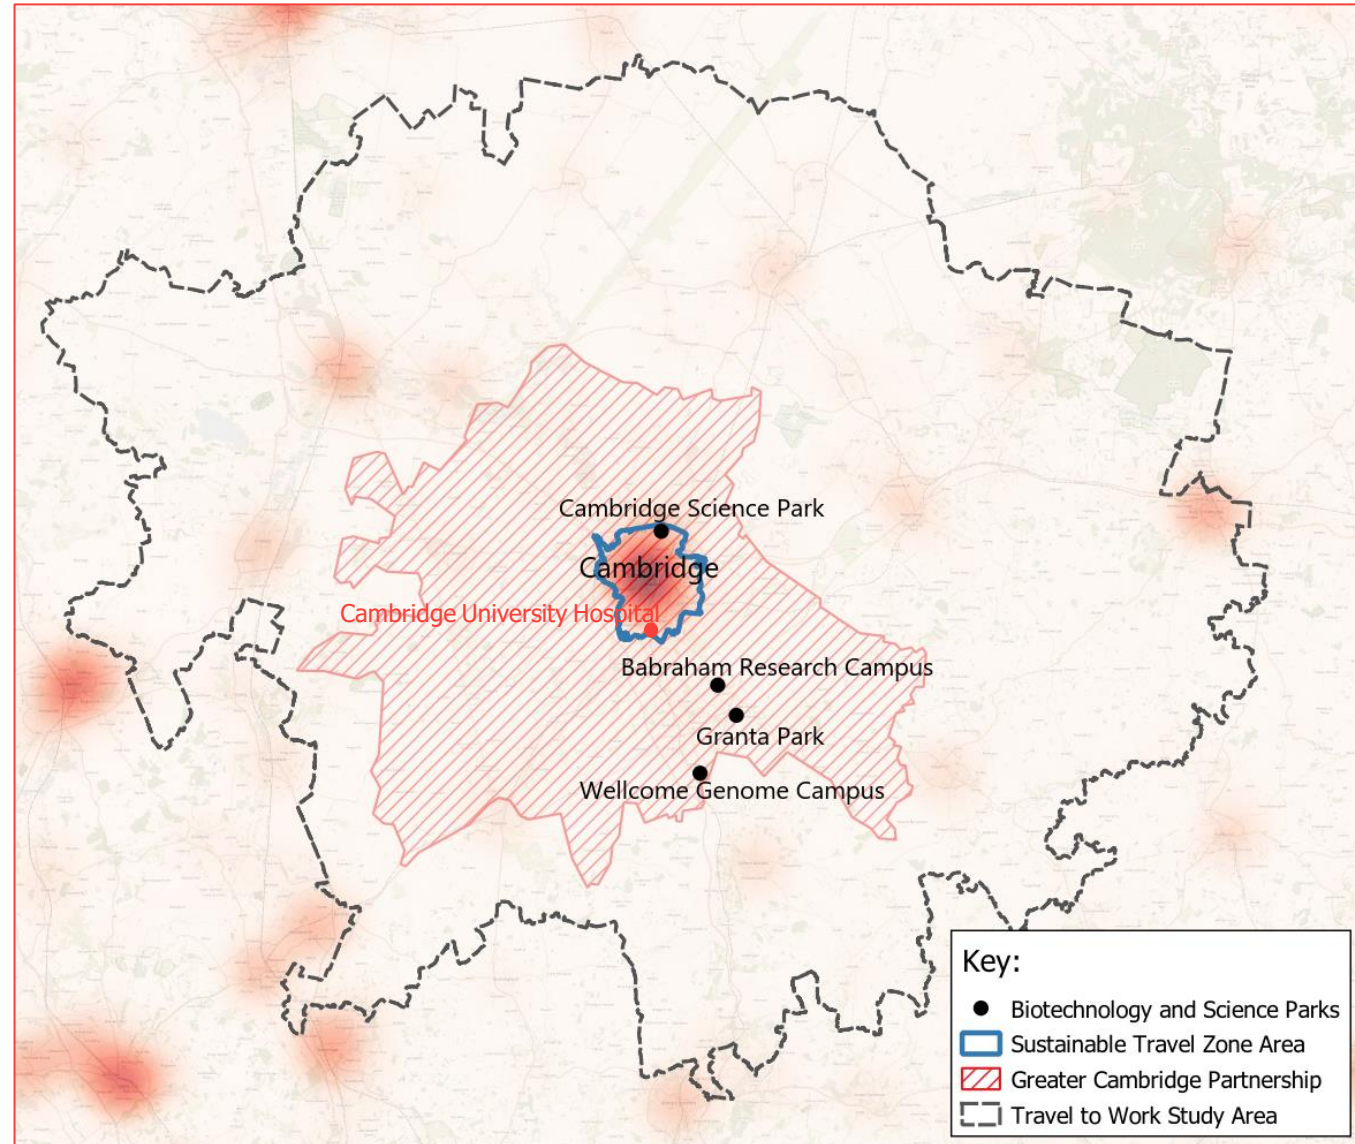 Cambridge Science Park
Cambridge
Cambridge University Hospital
Babraham Research Campus
Granta Park
Wellcome Genome Campus
Key:
Biotechnology and Science Parks
Sustainable Travel Zone Area
Greater Cambridge Partnership
Travel to Work Study Area